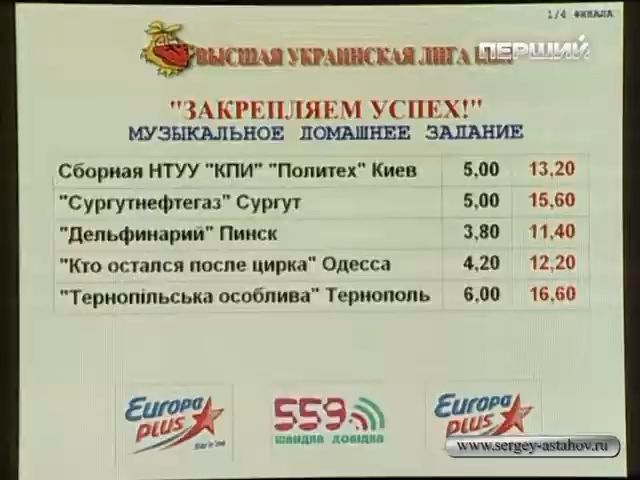 1/4 ФИНАЛА
ВЫСШАЯ УКРАИНСКАЯ ЛИГА
ПЕРШИЙ
"ЗАКРЕПЛЯЕМ УСПЕХ!"
МУЗЫКАЛЬНОЕ ДОМАШНЕЕ ЗАДАНИЕ
Сборная НТУУ "КПИ" "Политех" Киев 5,00 13,20
"Сургутнефтегаз" Сургут 5,00 15,60
"Дельфинарий" Пинск 3,80 11,40
"Кто остался после цирка" Одесса 4,20 12,20
"Тернопільська особлива" Тернополь 6,00 16,60
Europa PLUS 559 Europa PLUS
швидка довідка
www.sergey-astahov.ru